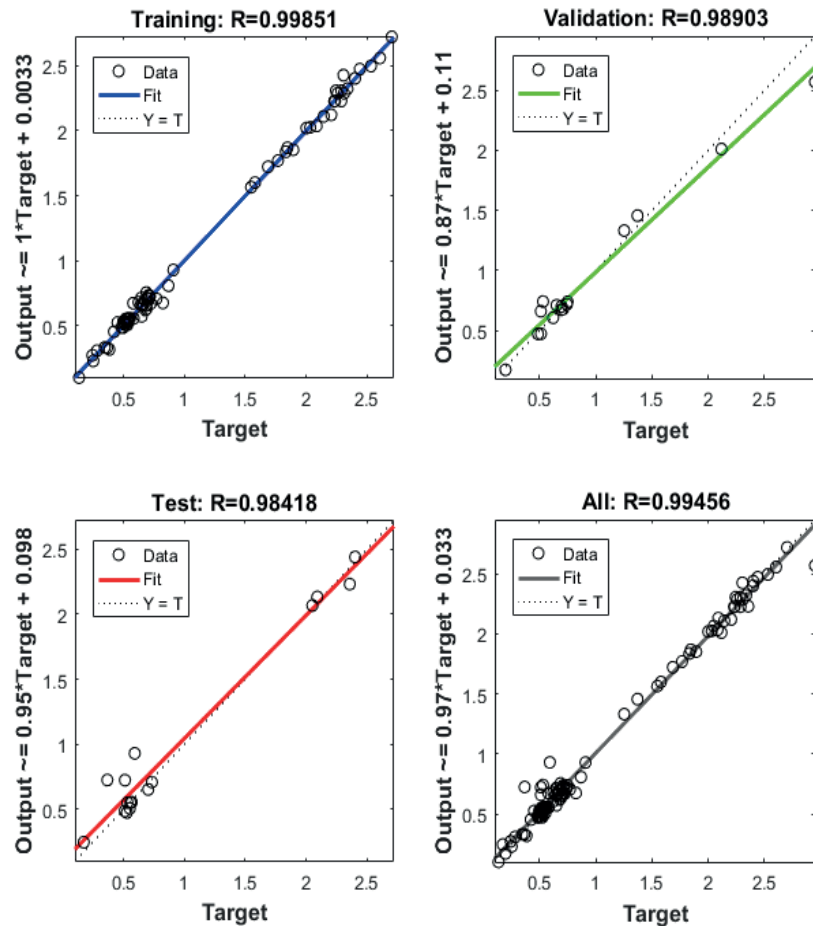 Training: R=0.99851
Output ~= 1*Target + 0.0033
Data
Fit
Y = T
2.5
2
1.5
1
0.5
0.5
1
1.5
2
2.5
Target
Validation: R=0.98903
Output ~= 0.87*Target + 0.11
Data
Fit
Y = T
2.5
2
1.5
1
0.5
0.5
1
1.5
2
2.5
Target
Test: R=0.98418
Output ~= 0.95*Target + 0.098
Data
Fit
Y = T
2.5
2
1.5
1
0.5
0.5
1
1.5
2
2.5
Target
All: R=0.99456
Output ~= 0.97*Target + 0.033
Data
Fit
Y = T
2.5
2
1.5
1
0.5
0.5
1
1.5
2
2.5
Target